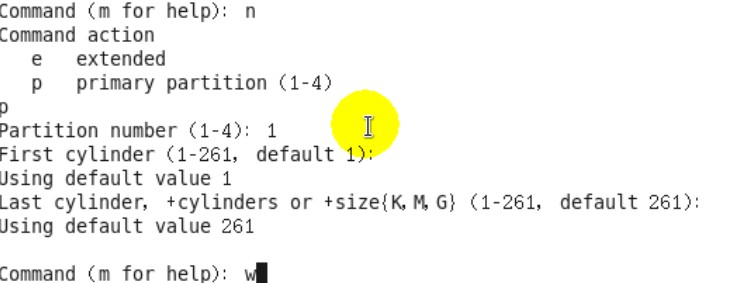 Command (m for help): n
Command action
   e   extended
   p   primary partition (1-4)
p
Partition number (1-4): 1
First cylinder (1-261, default 1):
Using default value 1
Last cylinder, +cylinders or +size{K,M,G} (1-261, default 261):
Using default value 261
Command (m for help): w